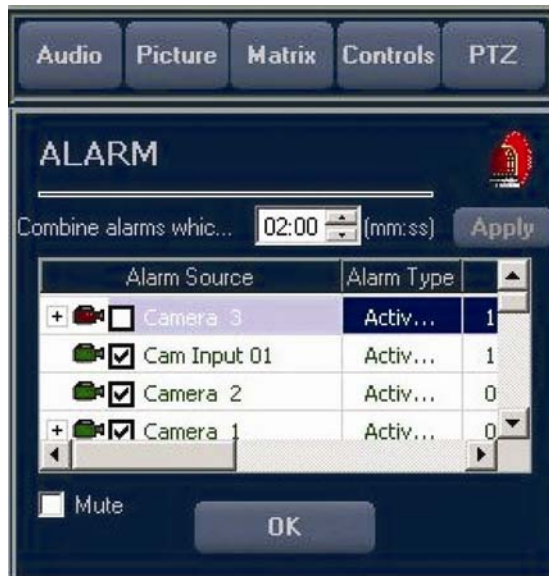 Audio Picture Matrix Controls PTZ
ALARM
Combine alarms whic... 02:00 (mm:ss) Apply
Alarm Source Alarm Type
Camera 3 Activ... 1
Cam Input 01 Activ... 1
Camera 2 Activ... 0
Camera 1 Activ... 0
Mute
OK